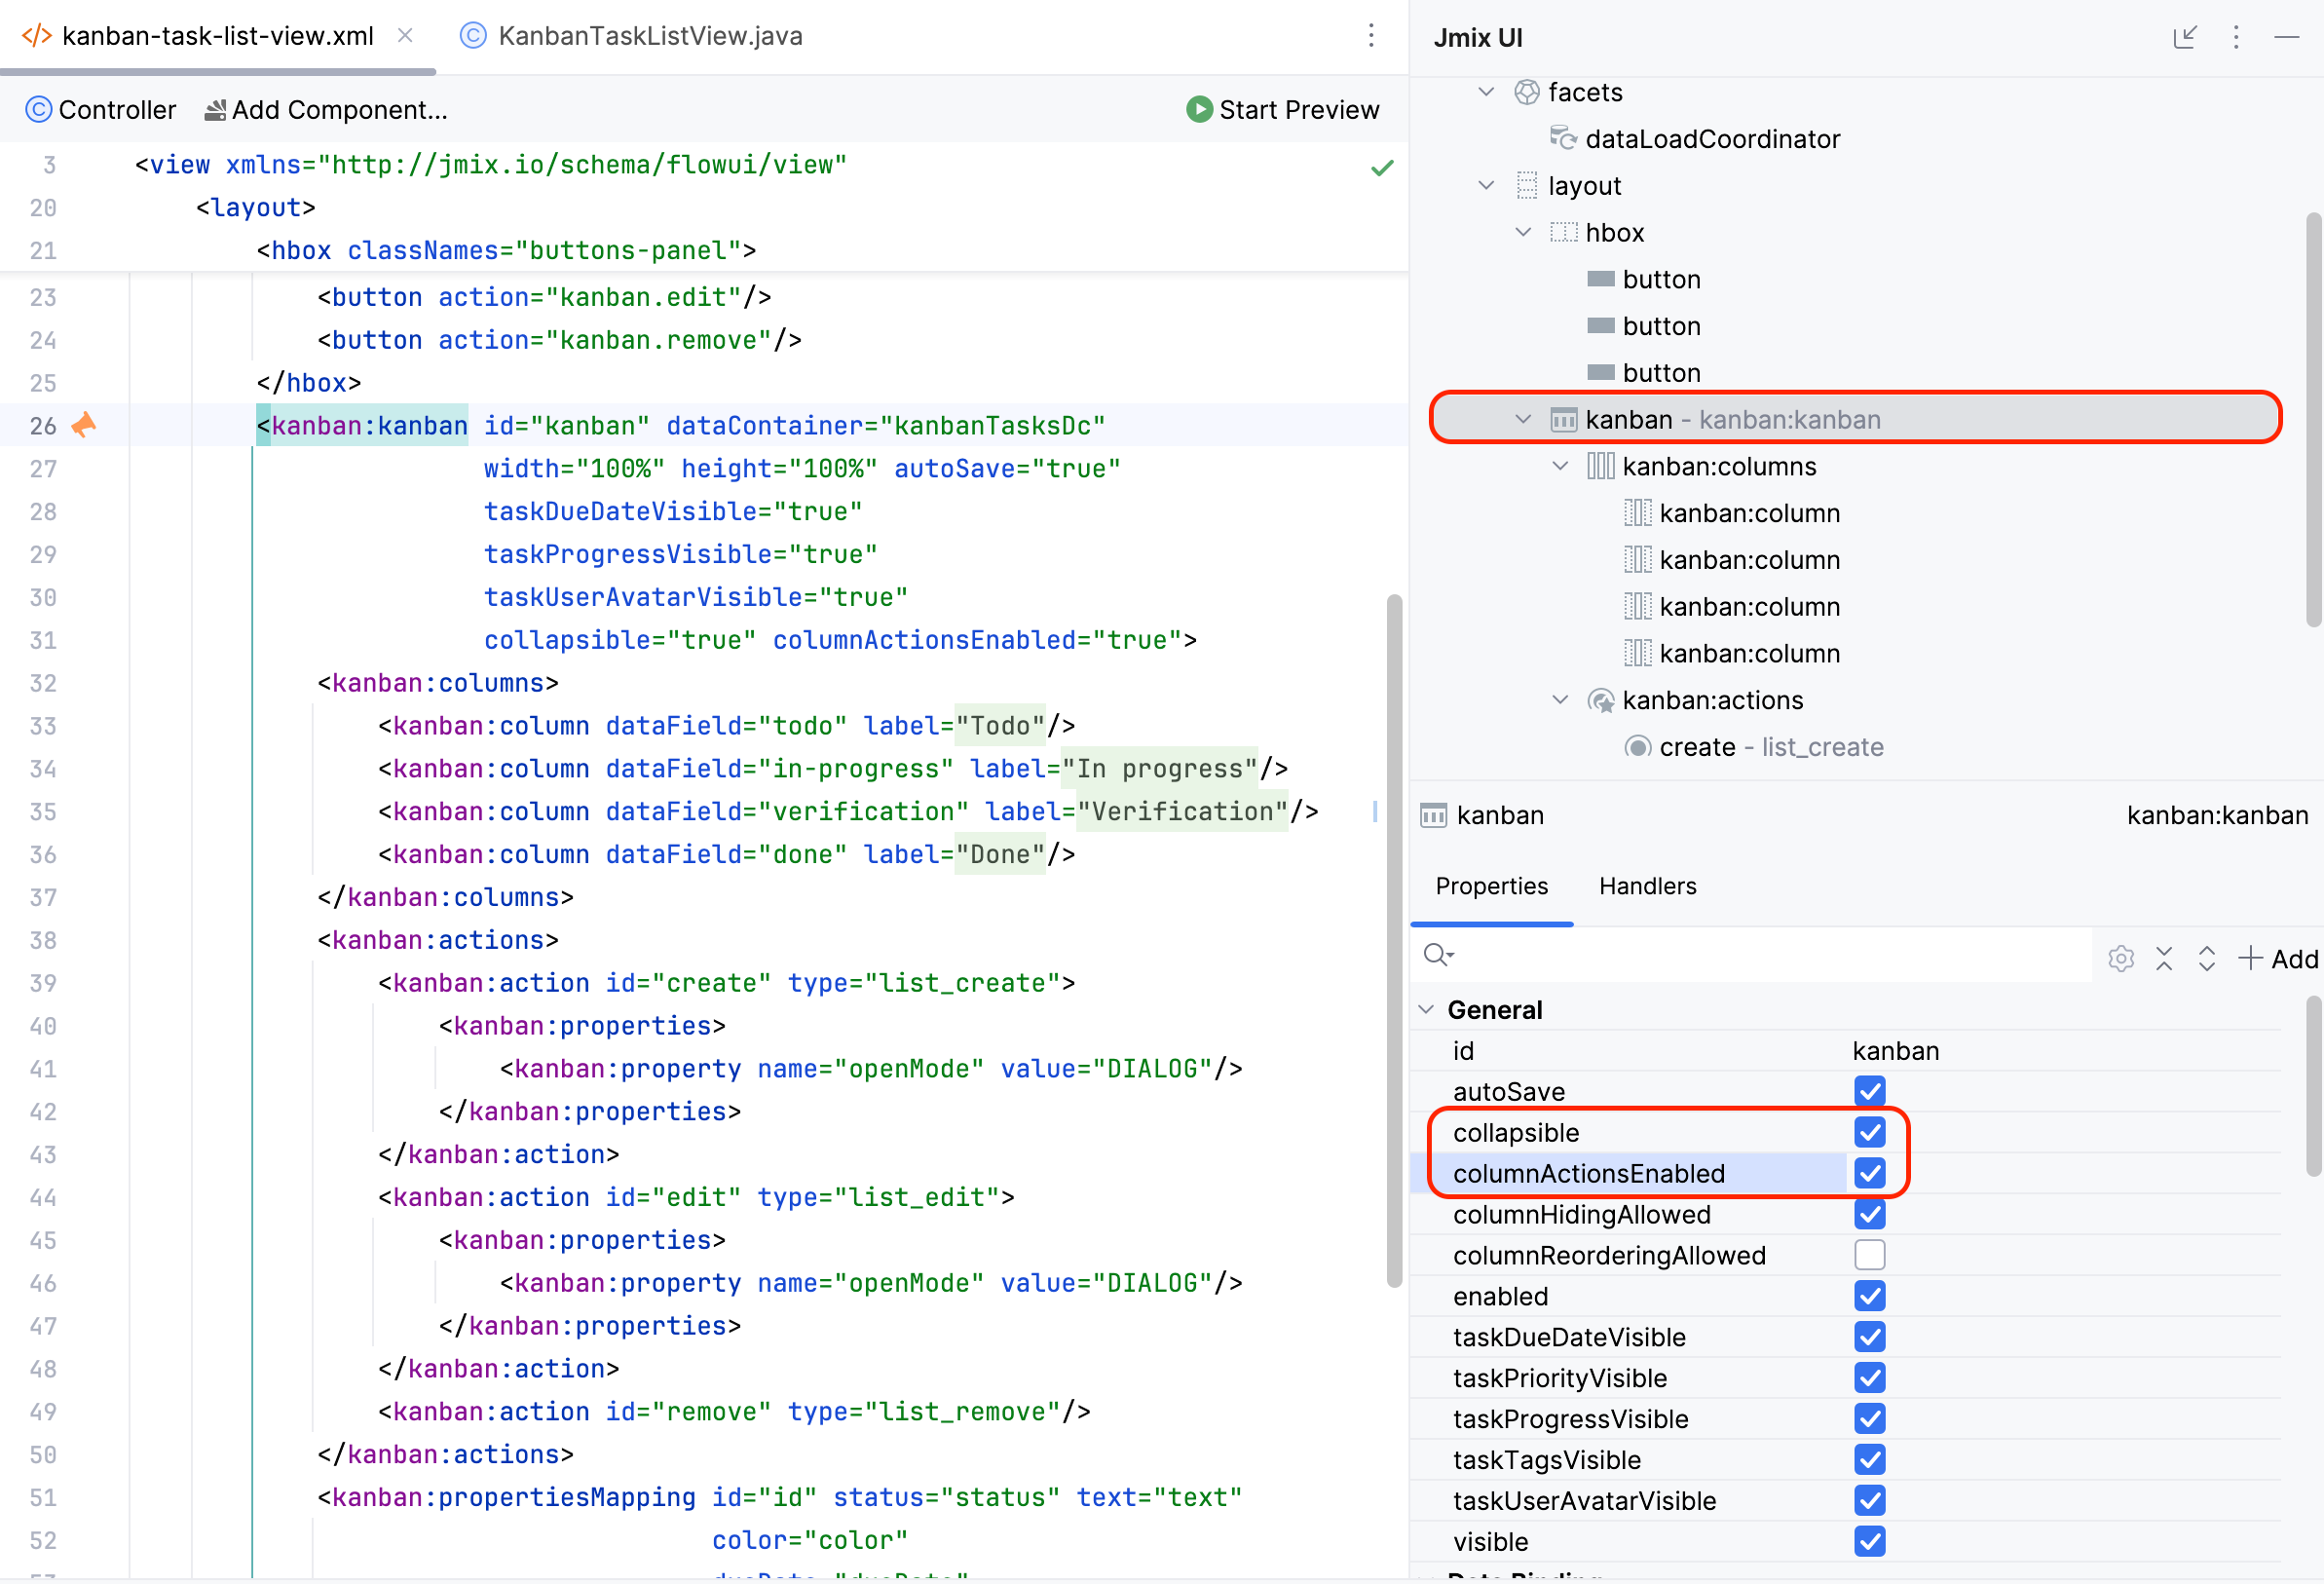 kanban-task-list-view.xml
KanbanTaskListView.java
Controller
Add Component...
Start Preview
3 <view xmlns="http://jmix.io/schema/flowui/view"
20 <layout>
21 <hbox classNames="buttons-panel">
23 <button action="kanban.edit"/>
24 <button action="kanban.remove"/>
25 </hbox>
26 <kanban:kanban id="kanban" dataContainer="kanbanTasksDc"
27 width="100%" height="100%" autoSave="true"
28 taskDueDateVisible="true"
29 taskProgressVisible="true"
30 taskUserAvatarVisible="true"
31 collapsible="true" columnActionsEnabled="true">
32 <kanban:columns>
33 <kanban:column dataField="todo" label="Todo"/>
34 <kanban:column dataField="in-progress" label="In progress"/>
35 <kanban:column dataField="verification" label="Verification"/>
36 <kanban:column dataField="done" label="Done"/>
37 </kanban:columns>
38 <kanban:actions>
39 <kanban:action id="create" type="list_create">
40 <kanban:properties>
41 <kanban:property name="openMode" value="DIALOG"/>
42 </kanban:properties>
43 </kanban:action>
44 <kanban:action id="edit" type="list_edit">
45 <kanban:properties>
46 <kanban:property name="openMode" value="DIALOG"/>
47 </kanban:properties>
48 </kanban:action>
49 <kanban:action id="remove" type="list_remove"/>
50 </kanban:actions>
51 <kanban:propertiesMapping id="id" status="status" text="text"
52 color="color"
Jmix UI
facets
dataLoadCoordinator
layout
hbox
button
button
button
kanban - kanban:kanban
kanban:columns
kanban:column
kanban:column
kanban:column
kanban:column
kanban:actions
create - list_create
kanban kanban:kanban
Properties
Handlers
Add
General
id kanban
autoSave
collapsible
columnActionsEnabled
columnHidingAllowed
columnReorderingAllowed
enabled
taskDueDateVisible
taskPriorityVisible
taskProgressVisible
taskTagsVisible
taskUserAvatarVisible
visible